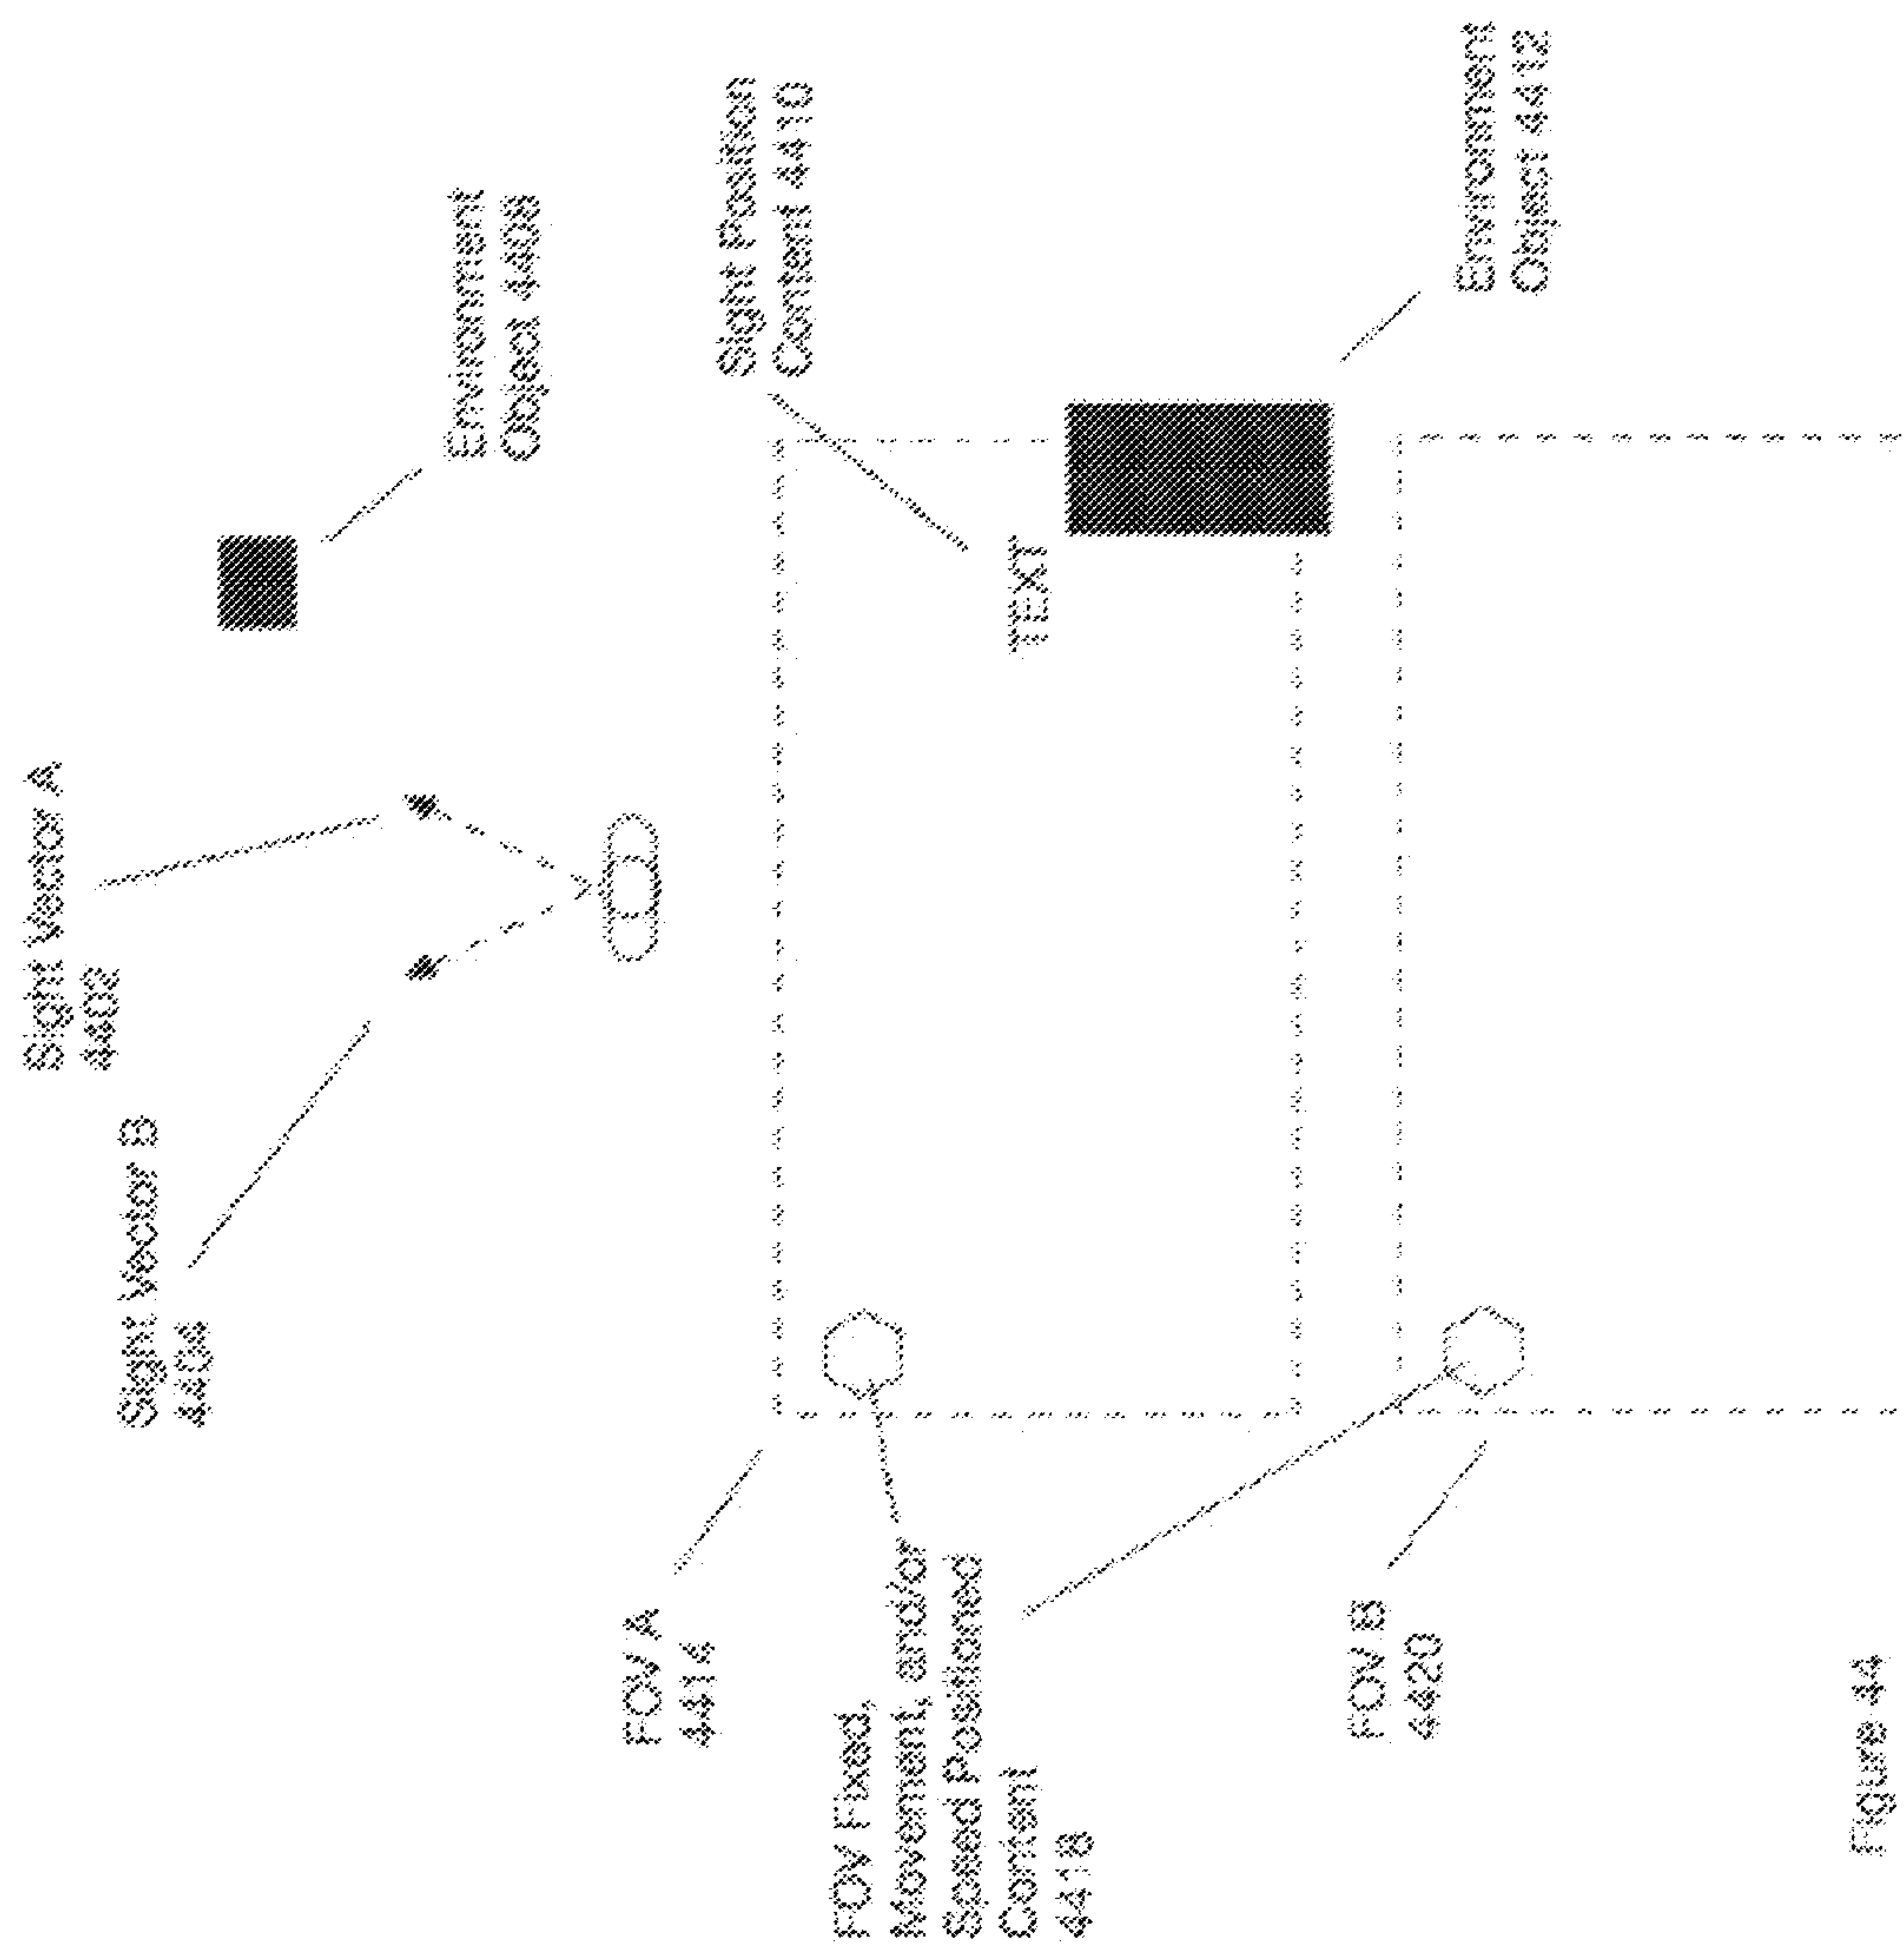 Sight Vector A
4402
Sight Vector B
4404
Environment
Object 4408
Sight Position
Content 4410
TEXT
Environment
Object 4412
FOV A
4414
FOV Fixed,
Movement, and/or
Speed Positioned
Content
4418
FOV B
4420
Figure 44